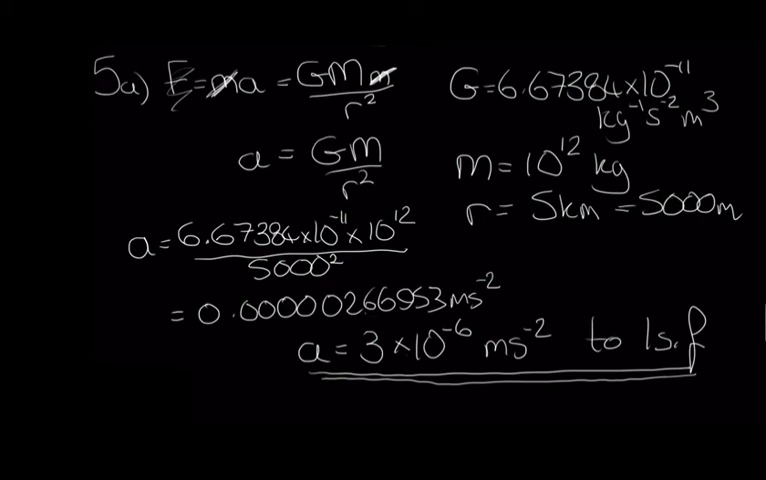 5a) F=ma = GMm/r²
G=6.67384×10⁻¹¹ kg⁻¹s⁻²m³
a = GM/r²
m=10¹² kg
r= 5km =5000m
a=6.67384×10⁻¹¹×10¹²/5000²
= 0.00000266953ms⁻²
a=3×10⁻⁶ ms⁻² to 1s.f